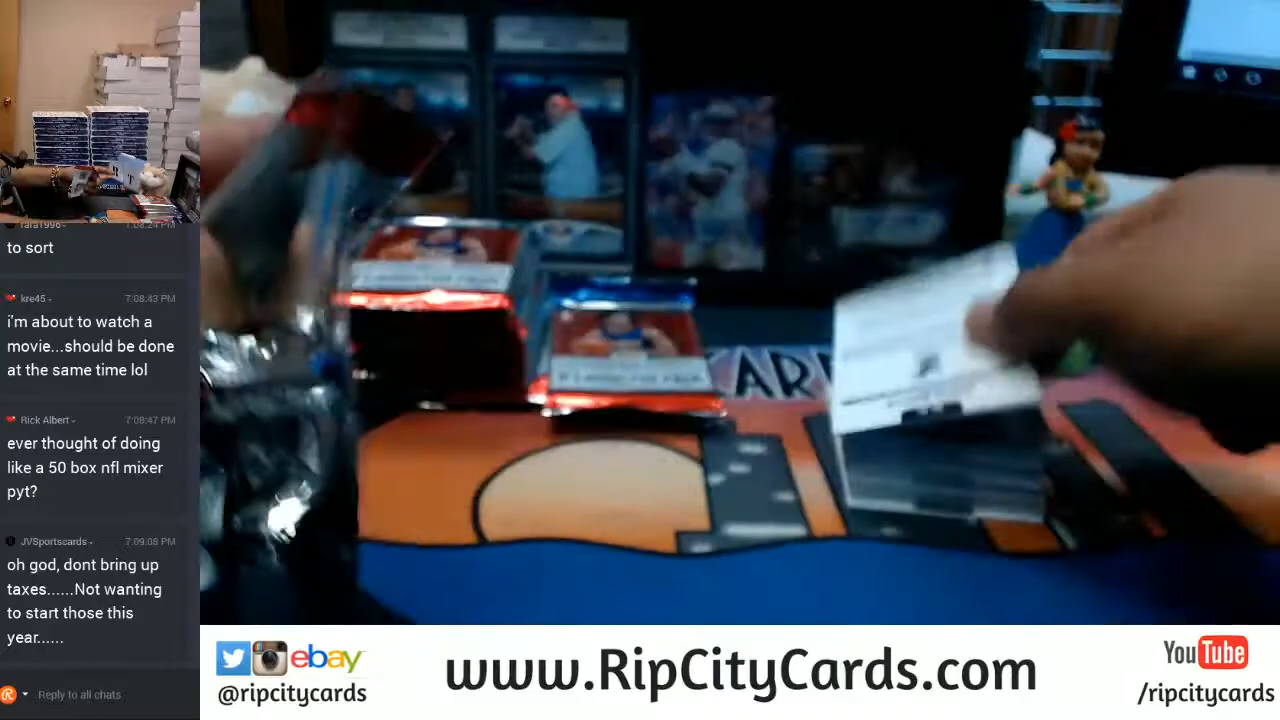 to sort
kre45 - 7:08:43 PM
i'm about to watch a
movie...should be done
at the same time lol
Rick Albert - 7:08:47 PM
ever thought of doing
like a 50 box nfl mixer
pyt?
JVSportscards - 7:09:08 PM
oh god, dont bring up
taxes......Not wanting
to start those this
year......
Reply to all chats
CARD
ebay
@ripcitycards
www.RipCityCards.com
YouTube
/ripcitycards